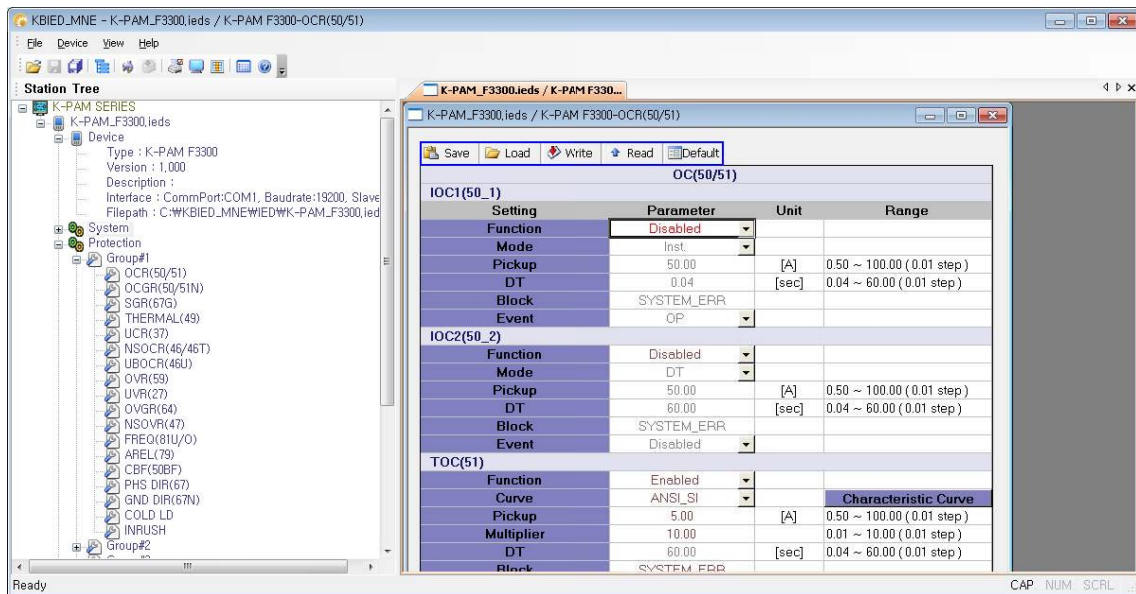 KBIED_MNE - K-PAM_F3300.ieds / K-PAM F3300-OCR(50/51)
File Device View Help
Station Tree
K-PAM SERIES
K-PAM_F3300.ieds
Device
Type : K-PAM F3300
Version : 1,000
Description :
Interface : CommPort:COM1, Baudrate:19200, Slave
Filepath : C:₩KBIED_MNE₩IED₩K-PAM_F3300.ied
System
Protection
Group#1
OCR(50/51)
OCGR(50/51N)
SGR(67G)
THERMAL(49)
UCR(37)
NSOCR(46/46T)
UBOCR(46U)
OVR(59)
UVR(27)
OVGR(64)
NSOVR(47)
FREQ(81U/O)
AREL(79)
CBF(50BF)
PHS DIR(67)
GND DIR(67N)
COLD LD
INRUSH
Group#2
K-PAM_F3300.ieds / K-PAM F330...
K-PAM_F3300.ieds / K-PAM F3300-OCR(50/51)
Save Load Write Read Default
OC(50/51)
IOC1(50_1)
Setting Parameter Unit Range
Function Disabled
Mode Inst.
Pickup 50.00 [A] 0.50 ~ 100.00 ( 0.01 step )
DT 0.04 [sec] 0.04 ~ 60.00 ( 0.01 step )
Block SYSTEM_ERR
Event OP
IOC2(50_2)
Function Disabled
Mode DT
Pickup 50.00 [A] 0.50 ~ 100.00 ( 0.01 step )
DT 60.00 [sec] 0.04 ~ 60.00 ( 0.01 step )
Block SYSTEM_ERR
Event Disabled
TOC(51)
Function Enabled
Curve ANSI_SI Characteristic Curve
Pickup 5.00 [A] 0.50 ~ 100.00 ( 0.01 step )
Multiplier 10.00 0.01 ~ 10.00 ( 0.01 step )
DT 60.00 [sec] 0.04 ~ 60.00 ( 0.01 step )
Block SYSTEM_ERR
Ready CAP NUM SCRL